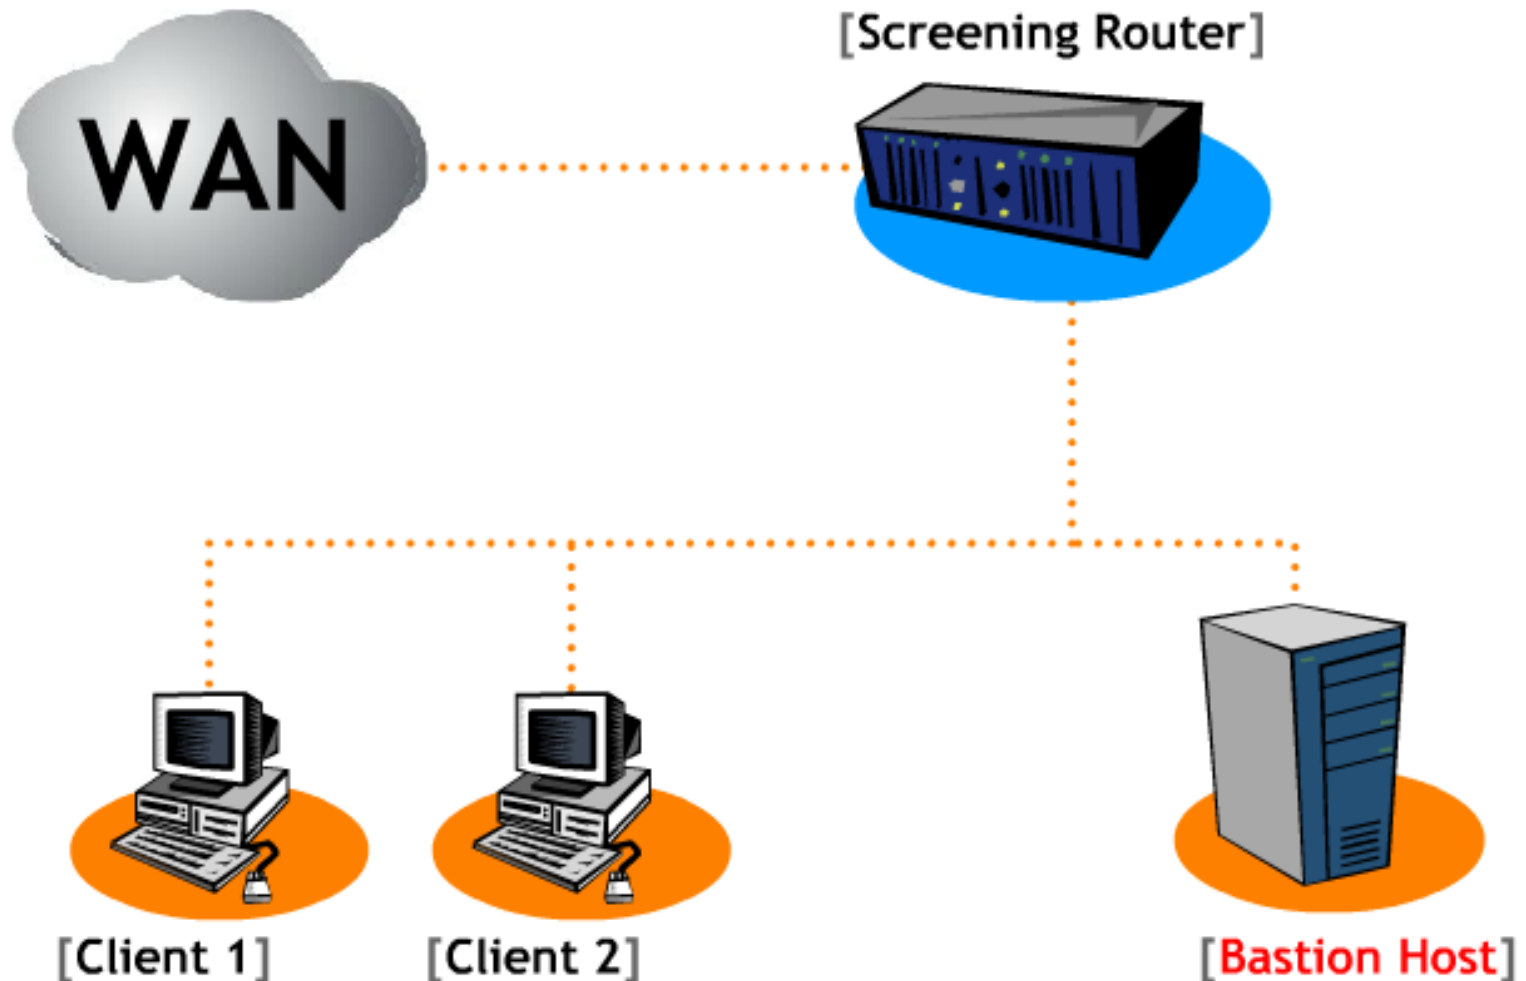 [Screening Router]
WAN
[Client 1]
[Client 2]
[Bastion Host]